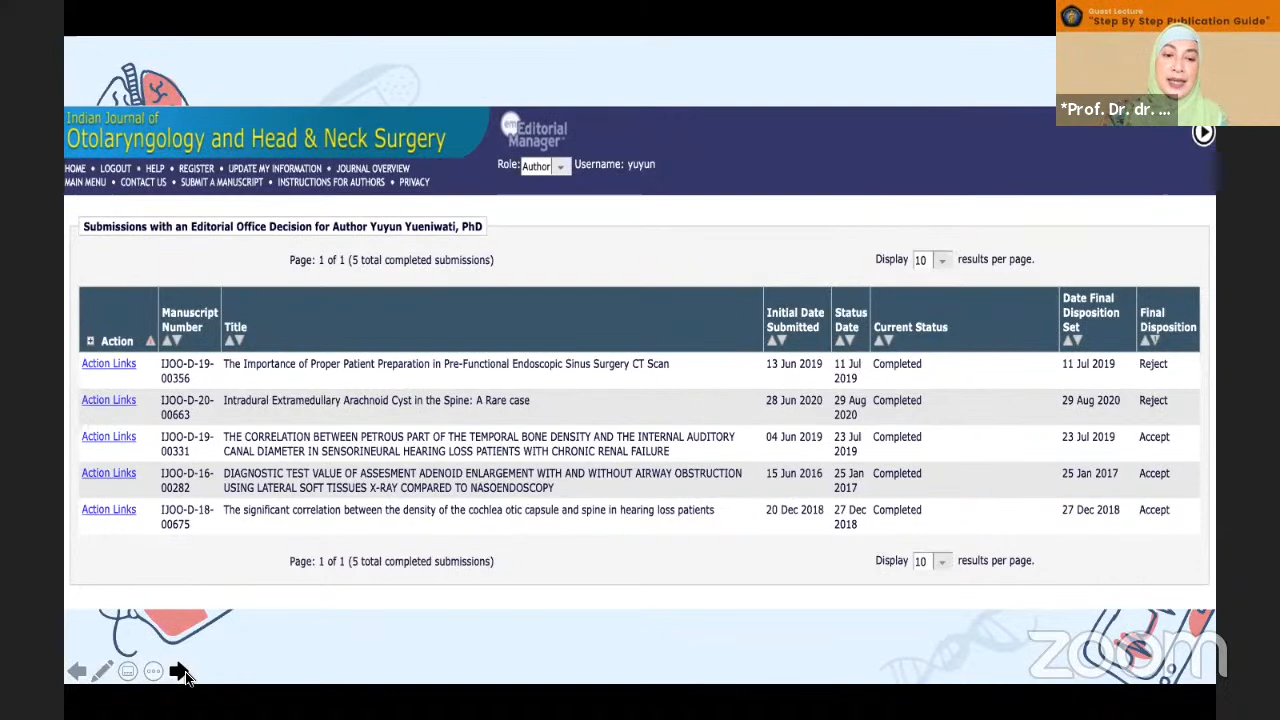 Guest Lecture
"Step By Step Publication Guide"
*Prof. Dr. dr. ...
Indian Journal of
Otolaryngology and Head & Neck Surgery
em Editorial
Manager
HOME • LOGOUT • HELP • REGISTER • UPDATE MY INFORMATION • JOURNAL OVERVIEW
MAIN MENU • CONTACT US • SUBMIT A MANUSCRIPT • INSTRUCTIONS FOR AUTHORS • PRIVACY
Role: Author Username: yuyun
Submissions with an Editorial Office Decision for Author Yuyun Yueniwati, PhD
Page: 1 of 1 (5 total completed submissions) Display 10 results per page.
Action
Manuscript
Number
Title
Initial Date
Submitted
Status
Date
Current Status
Date Final
Disposition
Set
Final
Disposition
Action Links IJOO-D-19- The Importance of Proper Patient Preparation in Pre-Functional Endoscopic Sinus Surgery CT Scan 13 Jun 2019 11 Jul Completed 11 Jul 2019 Reject
00356 2019
Action Links IJOO-D-20- Intradural Extramedullary Arachnoid Cyst in the Spine: A Rare case 28 Jun 2020 29 Aug Completed 29 Aug 2020 Reject
00663 2020
Action Links IJOO-D-19- THE CORRELATION BETWEEN PETROUS PART OF THE TEMPORAL BONE DENSITY AND THE INTERNAL AUDITORY 04 Jun 2019 23 Jul Completed 23 Jul 2019 Accept
00331 CANAL DIAMETER IN SENSORINEURAL HEARING LOSS PATIENTS WITH CHRONIC RENAL FAILURE 2019
Action Links IJOO-D-16- DIAGNOSTIC TEST VALUE OF ASSESMENT ADENOID ENLARGEMENT WITH AND WITHOUT AIRWAY OBSTRUCTION 15 Jun 2016 25 Jan Completed 25 Jan 2017 Accept
00282 USING LATERAL SOFT TISSUES X-RAY COMPARED TO NASOENDOSCOPY 2017
Action Links IJOO-D-18- The significant correlation between the density of the cochlea otic capsule and spine in hearing loss patients 20 Dec 2018 27 Dec Completed 27 Dec 2018 Accept
00675 2018
Page: 1 of 1 (5 total completed submissions) Display 10 results per page.
zoom